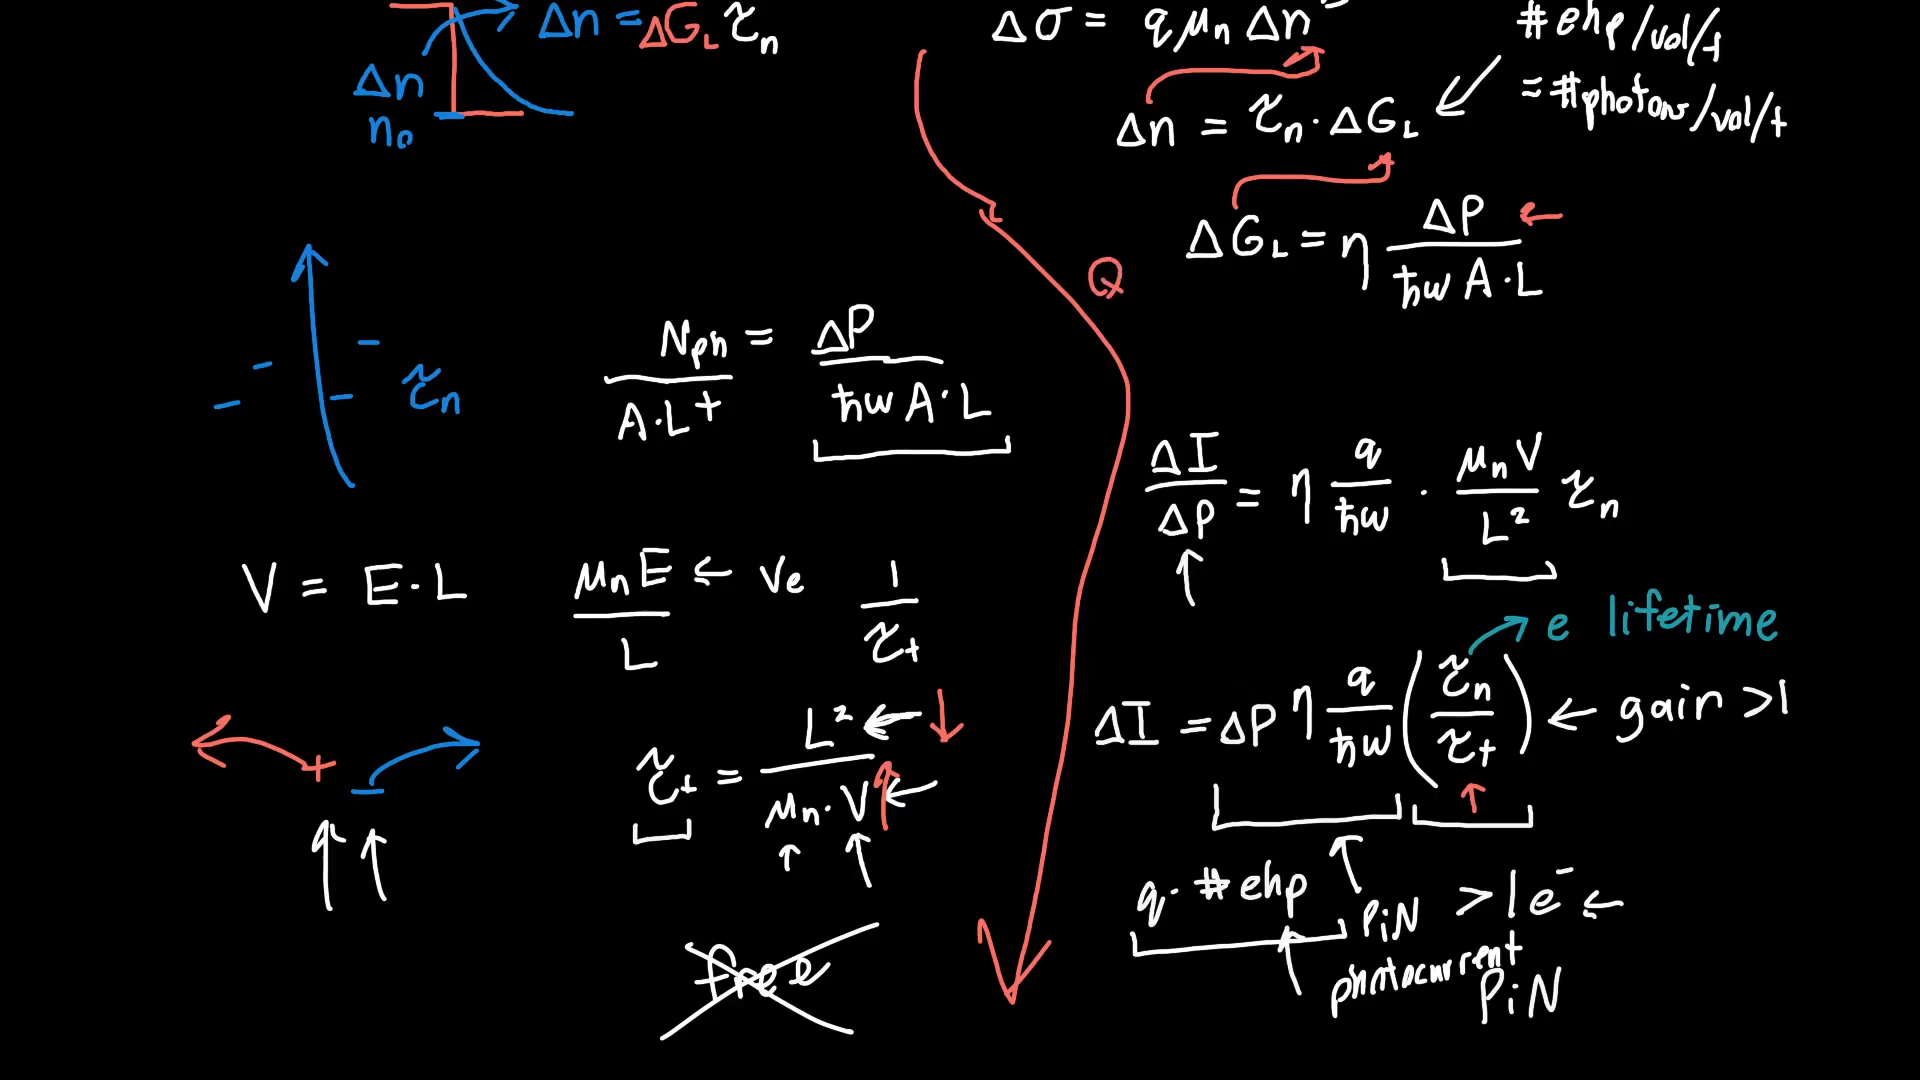 Δn = ΔG_L τ_n
Δn
n_0
Δσ = q μ_n Δn
# ehp/vol/t
= #photons/vol/t
Δn = τ_n · ΔG_L
ΔG_L = η ΔP / ħω A·L
Q
N_ph / A·L t = ΔP / ħω A·L
τ_n
ΔI / ΔP = η q / ħω · μ_n V / L² τ_n
V = E·L
μ_n E / L ← v_e
1 / τ_t
e lifetime
ΔI = ΔP η q / ħω (τ_n / τ_t) ← gain >1
τ_t = L² / μ_n · V
+ −
q · # ehp
PiN > 1 e⁻ ←
photocurrent
PiN
free